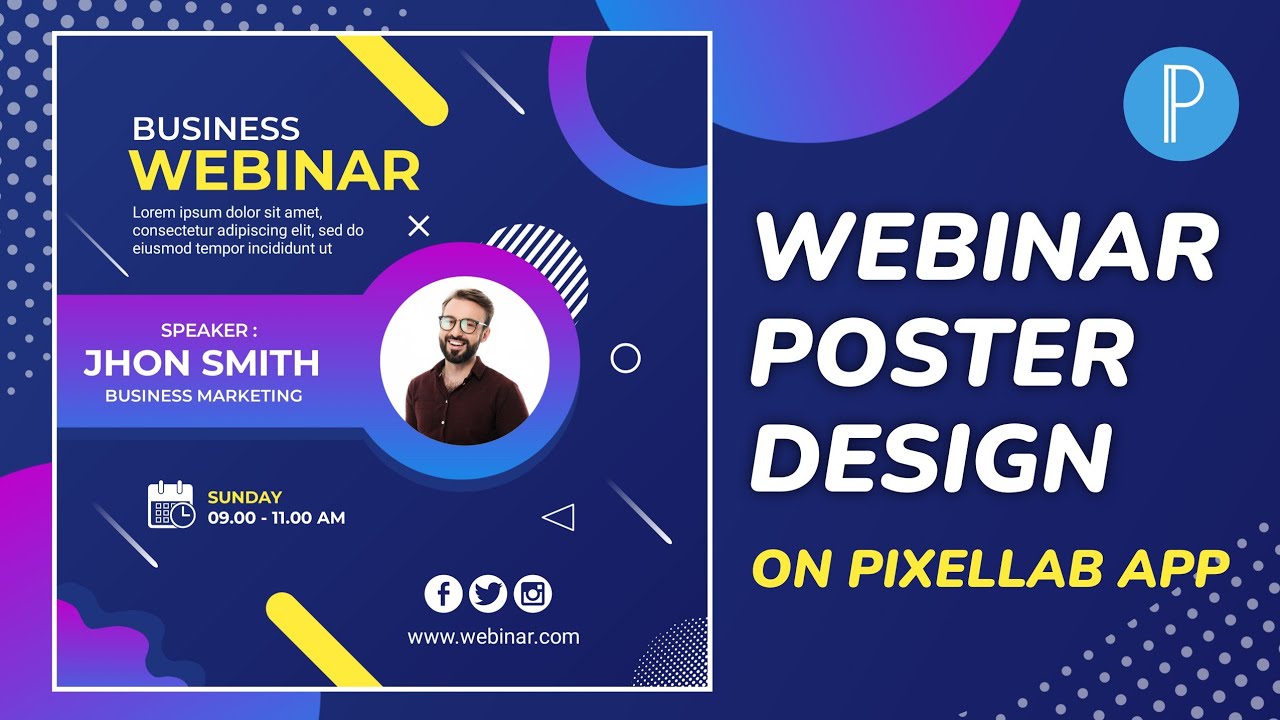 BUSINESS
WEBINAR
Lorem ipsum dolor sit amet,
consectetur adipiscing elit, sed do
eiusmod tempor incididunt ut
SPEAKER :
JHON SMITH
BUSINESS MARKETING
SUNDAY
09.00 - 11.00 AM
www.webinar.com
P
WEBINAR
POSTER
DESIGN
ON PIXELLAB APP